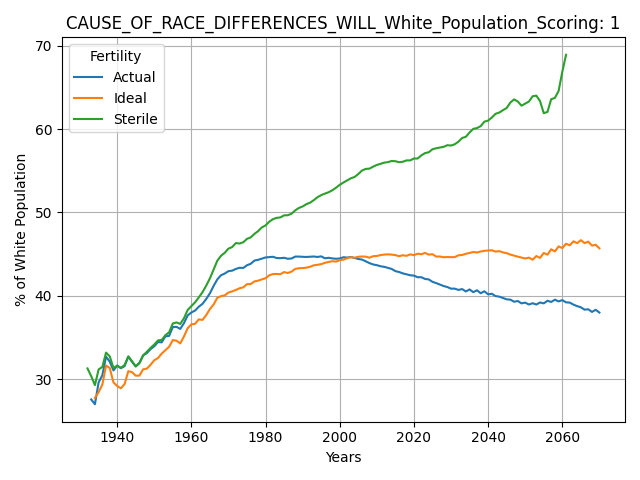 CAUSE_OF_RACE_DIFFERENCES_WILL_White_Population_Scoring: 1
Fertility
Actual
Ideal
Sterile
% of White Population
70
60
50
40
30
1940 1960 1980 2000 2020 2040 2060
Years